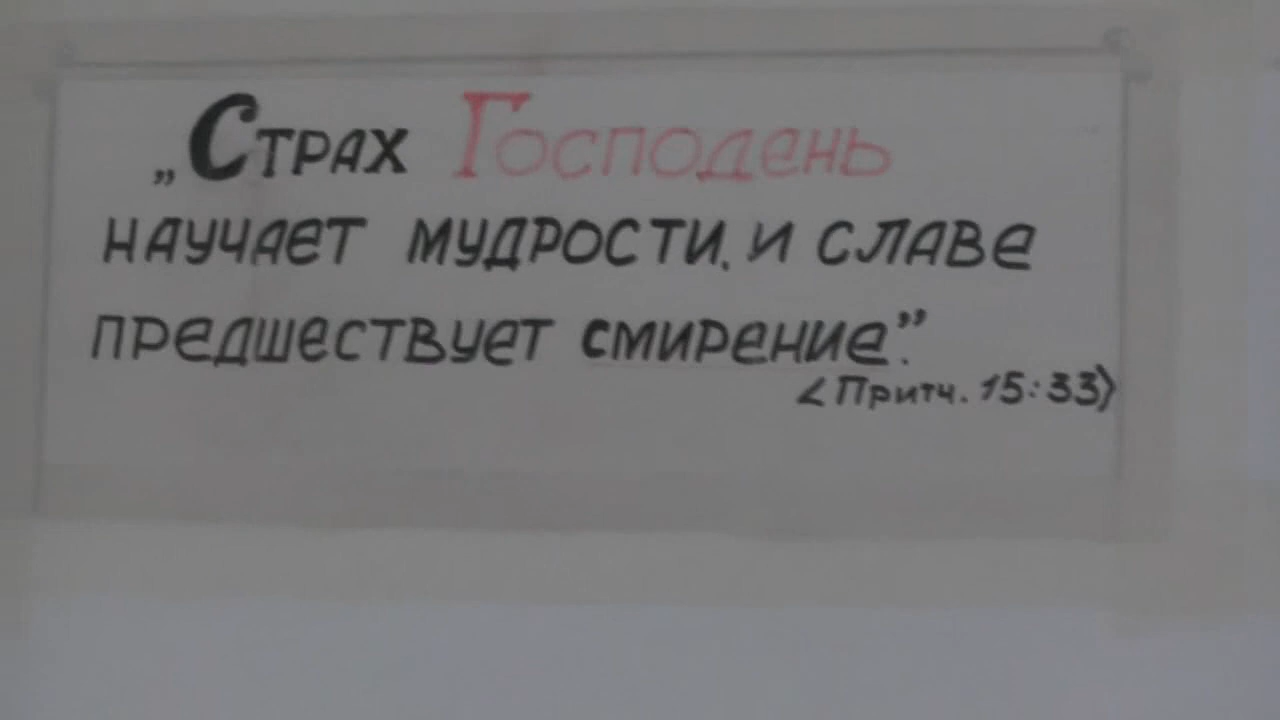 „Страх Господень
научает мудрости, и славе
предшествует смирение”.
<Притч. 15:33>